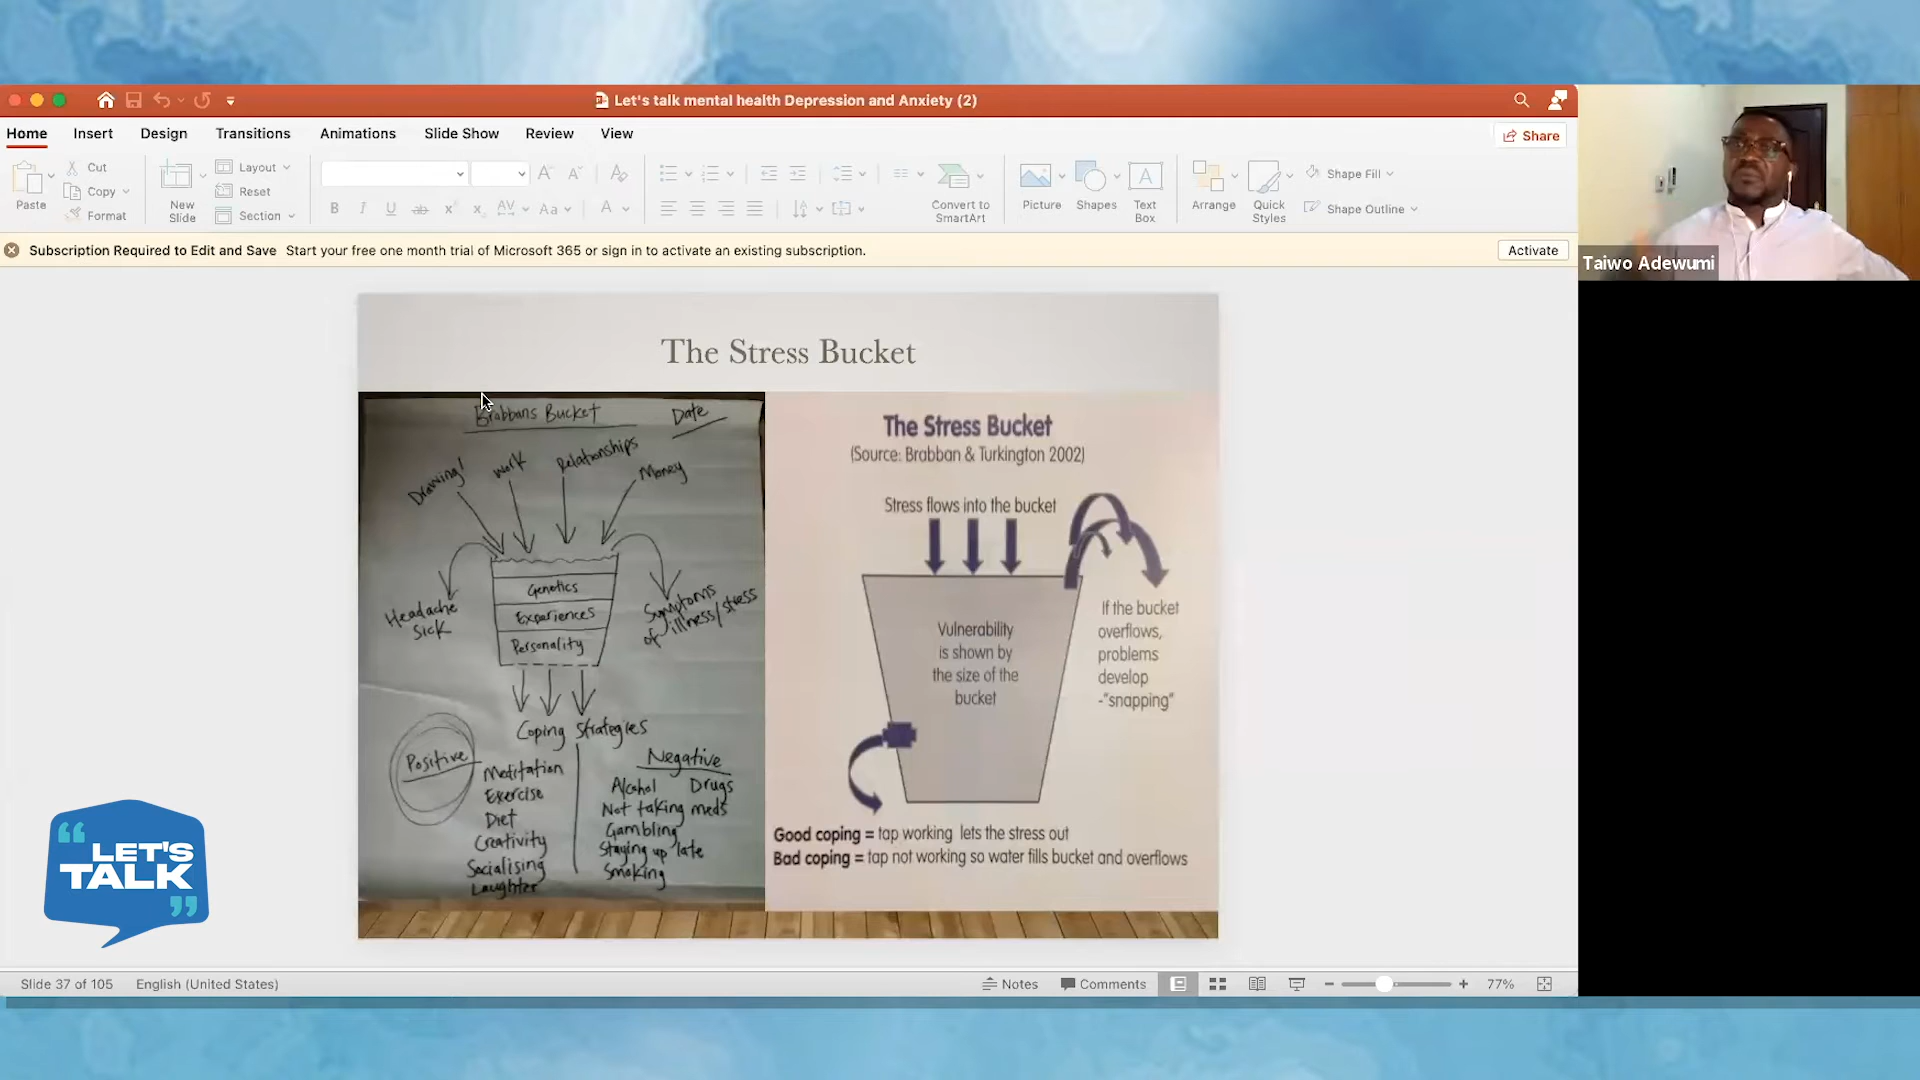 Let's talk mental health Depression and Anxiety (2)
Home Insert Design Transitions Animations Slide Show Review View
Share
Paste
Cut
Copy
Format
New
Slide
Layout
Reset
Section
B I U ab x² x₂ AV Aa A
Convert to
SmartArt
Picture
Shapes
Text
Box
Arrange
Quick
Styles
Shape Fill
Shape Outline
Subscription Required to Edit and Save Start your free one month trial of Microsoft 365 or sign in to activate an existing subscription.
Activate
Taiwo Adewumi
The Stress Bucket
Brabbans Bucket Date
Drawing! Work Relationships Money
Genetics
Experiences
Personality
Headache
Sick
Symptoms
of illness/stress
Coping Strategies
Positive
Meditation
Exercise
Diet
Creativity
Socialising
Laughter
Negative
Alcohol Drugs
Not taking meds
Gambling
Staying up late
Smoking
The Stress Bucket
(Source: Brabban & Turkington 2002)
Stress flows into the bucket
Vulnerability
is shown by
the size of the
bucket
If the bucket
overflows,
problems
develop
-"snapping"
Good coping = tap working lets the stress out
Bad coping = tap not working so water fills bucket and overflows
“ LET'S
TALK ”
Slide 37 of 105 English (United States) Notes Comments 77%